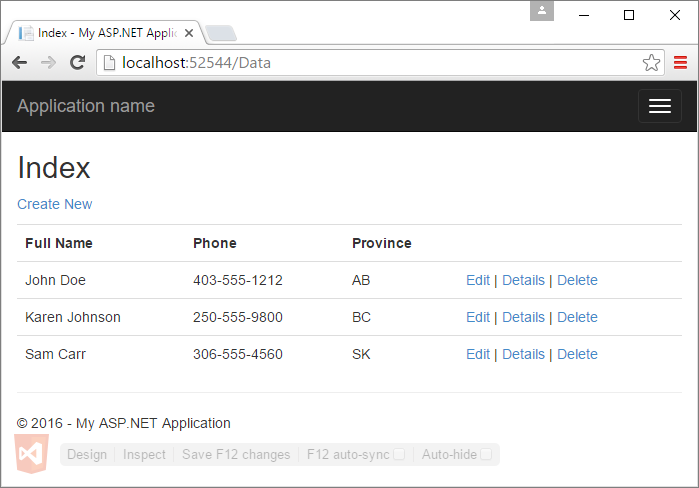 Index - My ASP.NET Applic
localhost:52544/Data
Application name
Index
Create New
Full Name Phone Province
John Doe 403-555-1212 AB Edit | Details | Delete
Karen Johnson 250-555-9800 BC Edit | Details | Delete
Sam Carr 306-555-4560 SK Edit | Details | Delete
© 2016 - My ASP.NET Application
Design Inspect Save F12 changes F12 auto-sync Auto-hide